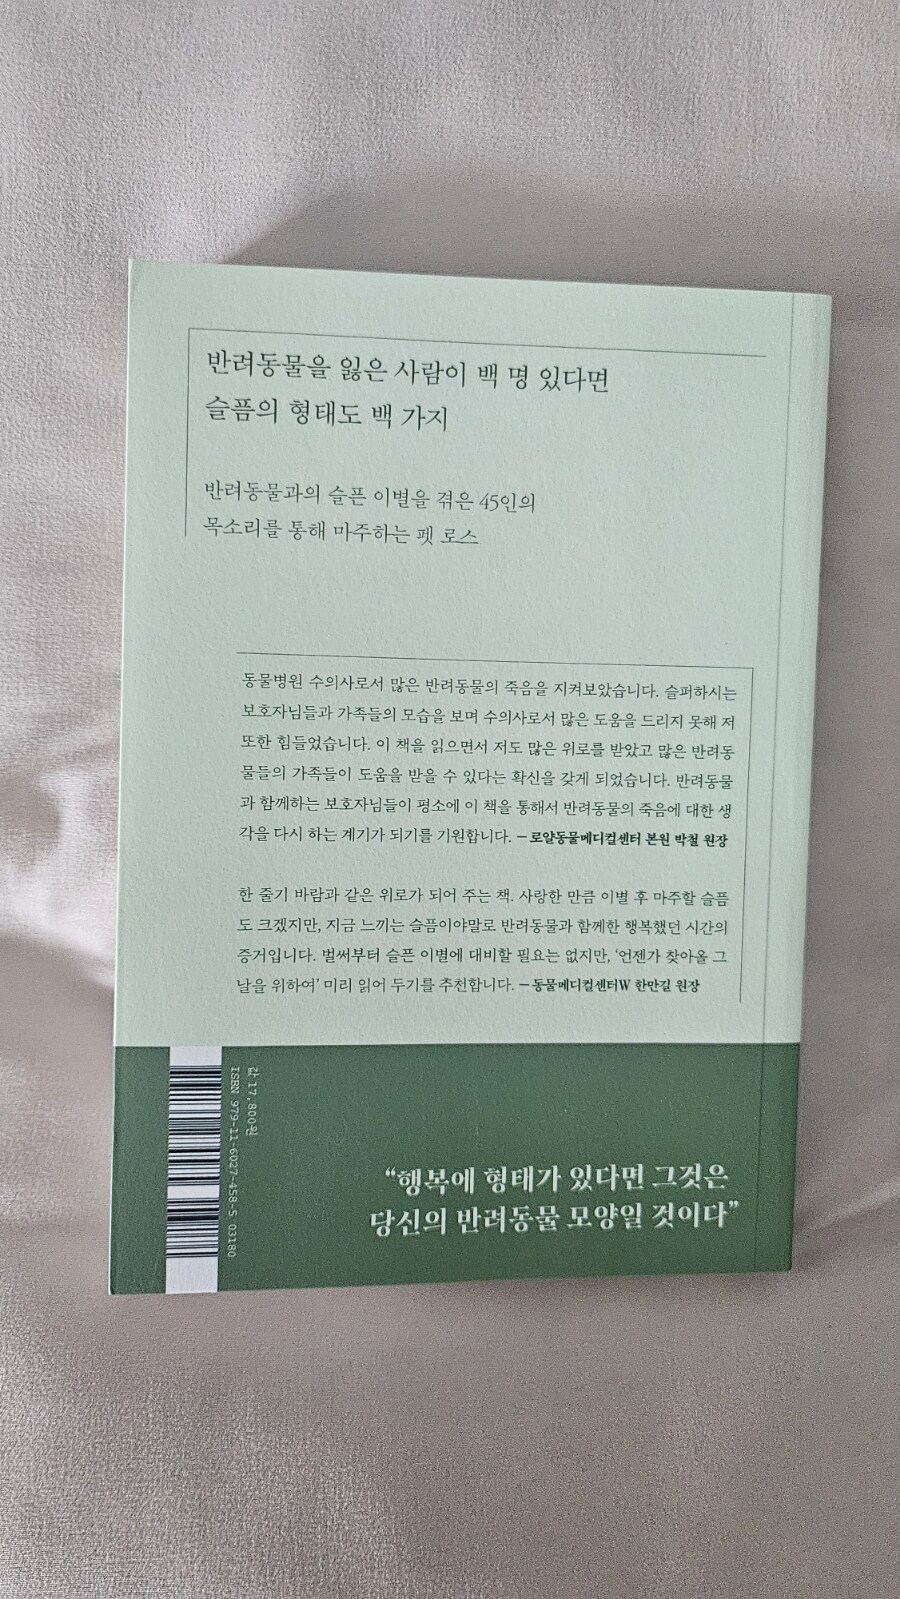 반려동물을 잃은 사람이 백 명 있다면
슬픔의 형태도 백 가지
반려동물과의 슬픈 이별을 겪은 45인의
목소리를 통해 마주하는 펫 로스
동물병원 수의사로서 많은 반려동물의 죽음을 지켜보았습니다. 슬퍼하시는
보호자님들과 가족들의 모습을 보며 수의사로서 많은 도움을 드리지 못해 저
또한 힘들었습니다. 이 책을 읽으면서 저도 많은 위로를 받았고 많은 반려동
물들의 가족들이 도움을 받을 수 있다는 확신을 갖게 되었습니다. 반려동물
과 함께하는 보호자님들이 평소에 이 책을 통해서 반려동물의 죽음에 대한 생
각을 다시 하는 계기가 되기를 기원합니다. – 로얄동물메디컬센터 본원 박철 원장
한 줄기 바람과 같은 위로가 되어 주는 책. 사랑한 만큼 이별 후 마주할 슬픔
도 크겠지만, 지금 느끼는 슬픔이야말로 반려동물과 함께한 행복했던 시간의
증거입니다. 벌써부터 슬픈 이별에 대비할 필요는 없지만, ‘언젠가 찾아올 그
날을 위하여’ 미리 읽어 두기를 추천합니다. – 동물메디컬센터W 한만길 원장
값 17,800원
ISBN 979-11-6027-458-5 03180
“행복에 형태가 있다면 그것은
당신의 반려동물 모양일 것이다”